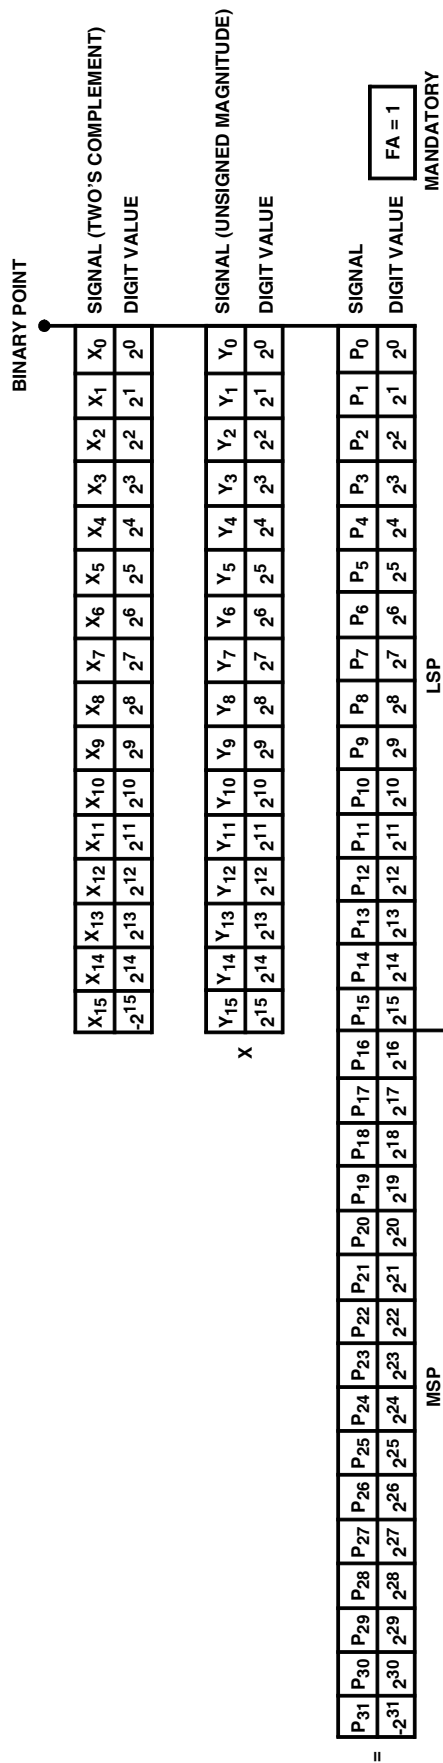 BINARY POINT
X15 X14 X13 X12 X11 X10 X9 X8 X7 X6 X5 X4 X3 X2 X1 X0 SIGNAL (TWO'S COMPLEMENT)
-2^15 2^14 2^13 2^12 2^11 2^10 2^9 2^8 2^7 2^6 2^5 2^4 2^3 2^2 2^1 2^0 DIGIT VALUE
X
Y15 Y14 Y13 Y12 Y11 Y10 Y9 Y8 Y7 Y6 Y5 Y4 Y3 Y2 Y1 Y0 SIGNAL (UNSIGNED MAGNITUDE)
2^15 2^14 2^13 2^12 2^11 2^10 2^9 2^8 2^7 2^6 2^5 2^4 2^3 2^2 2^1 2^0 DIGIT VALUE
=
P31 P30 P29 P28 P27 P26 P25 P24 P23 P22 P21 P20 P19 P18 P17 P16 P15 P14 P13 P12 P11 P10 P9 P8 P7 P6 P5 P4 P3 P2 P1 P0 SIGNAL
-2^31 2^30 2^29 2^28 2^27 2^26 2^25 2^24 2^23 2^22 2^21 2^20 2^19 2^18 2^17 2^16 2^15 2^14 2^13 2^12 2^11 2^10 2^9 2^8 2^7 2^6 2^5 2^4 2^3 2^2 2^1 2^0 DIGIT VALUE
FA = 1
MSP LSP MANDATORY